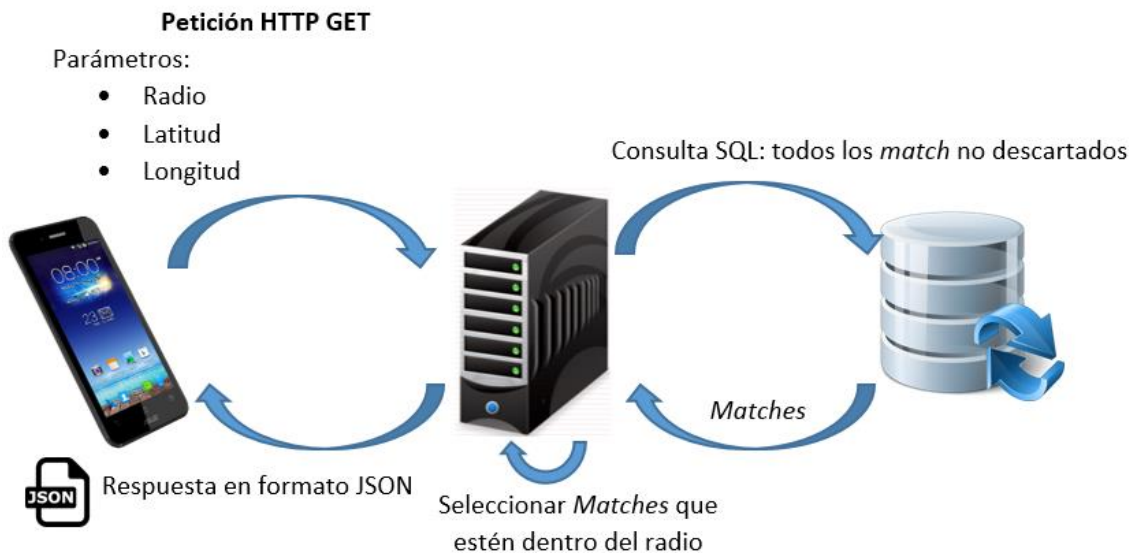 Petición HTTP GET
Parámetros:
• Radio
• Latitud
• Longitud
Consulta SQL: todos los match no descartados
08:00
23
Matches
JSON
Respuesta en formato JSON
Seleccionar Matches que
estén dentro del radio